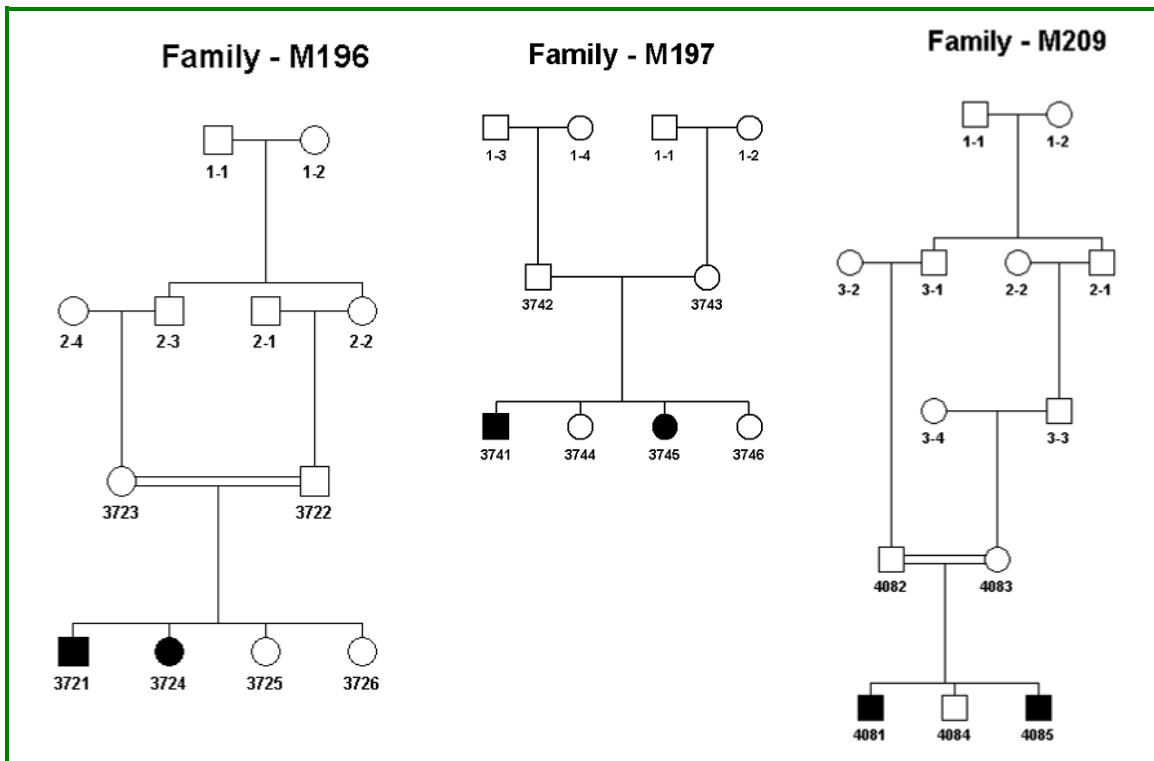 Family - M196
1-1 1-2
2-4 2-3 2-1 2-2
3723 3722
3721 3724 3725 3726
Family - M197
1-3 1-4 1-1 1-2
3742 3743
3741 3744 3745 3746
Family - M209
1-1 1-2
3-2 3-1 2-2 2-1
3-4 3-3
4082 4083
4081 4084 4085